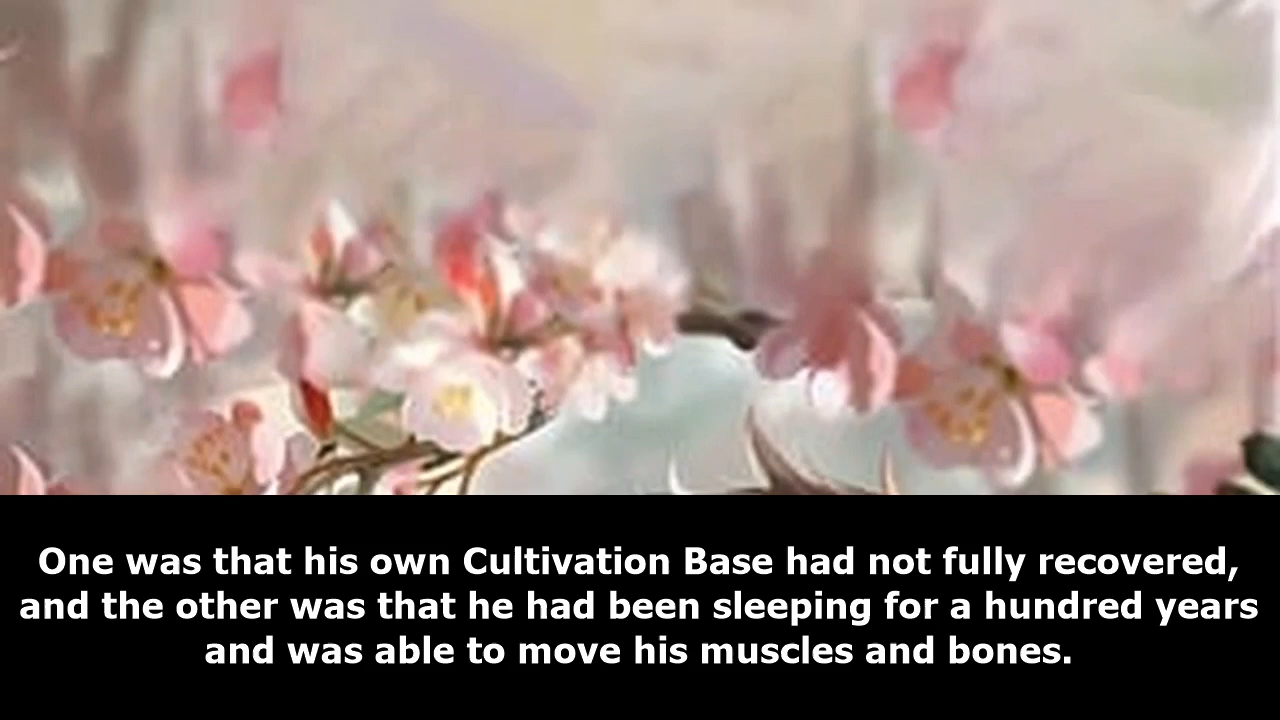 One was that his own Cultivation Base had not fully recovered,
and the other was that he had been sleeping for a hundred years
and was able to move his muscles and bones.